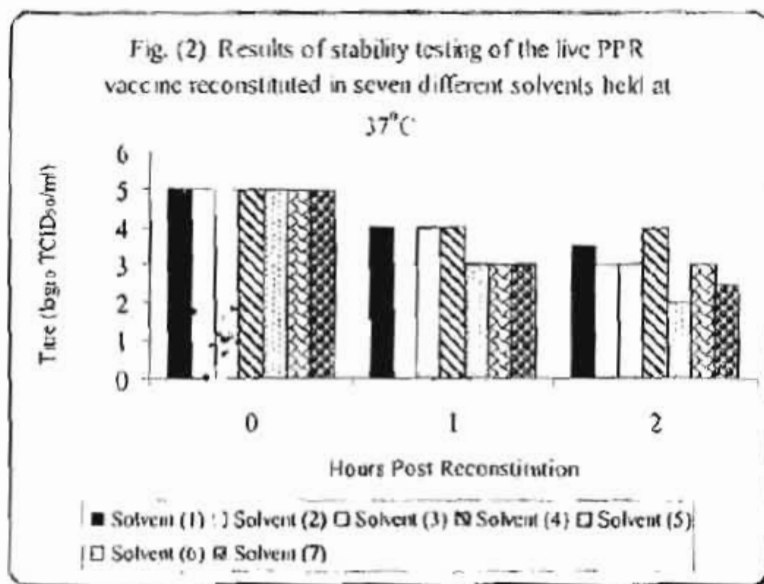 Fig. (2) Results of stability testing of the live PPR
vaccine reconstituted in seven different solvents held at
37°C
Titre (log10 TCID50/ml)
6
5
4
3
2
1
0
0 1 2
Hours Post Reconstitution
Solvent (1) Solvent (2) Solvent (3) Solvent (4) Solvent (5)
Solvent (6) Solvent (7)